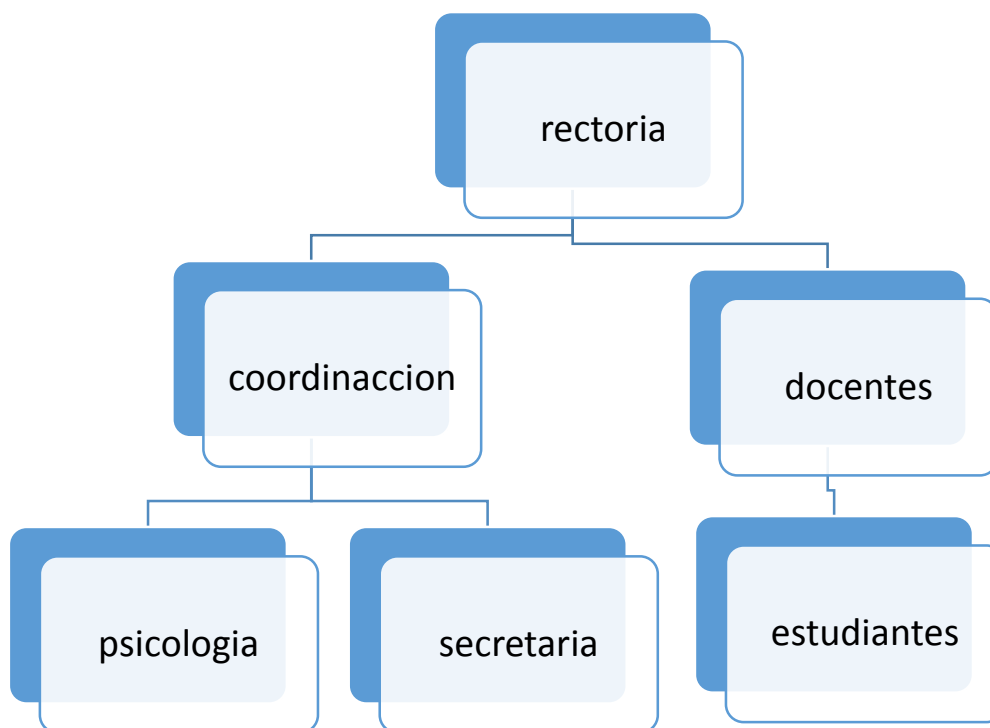 rectoria
coordinaccion
docentes
psicologia
secretaria
estudiantes